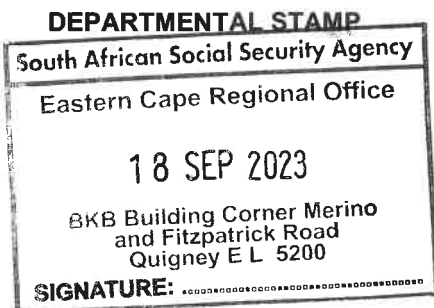 DEPARTMENTAL STAMP
South African Social Security Agency
Eastern Cape Regional Office
18 SEP 2023
BKB Building Corner Merino
and Fitzpatrick Road
Quigney E L 5200
SIGNATURE: ..........................................